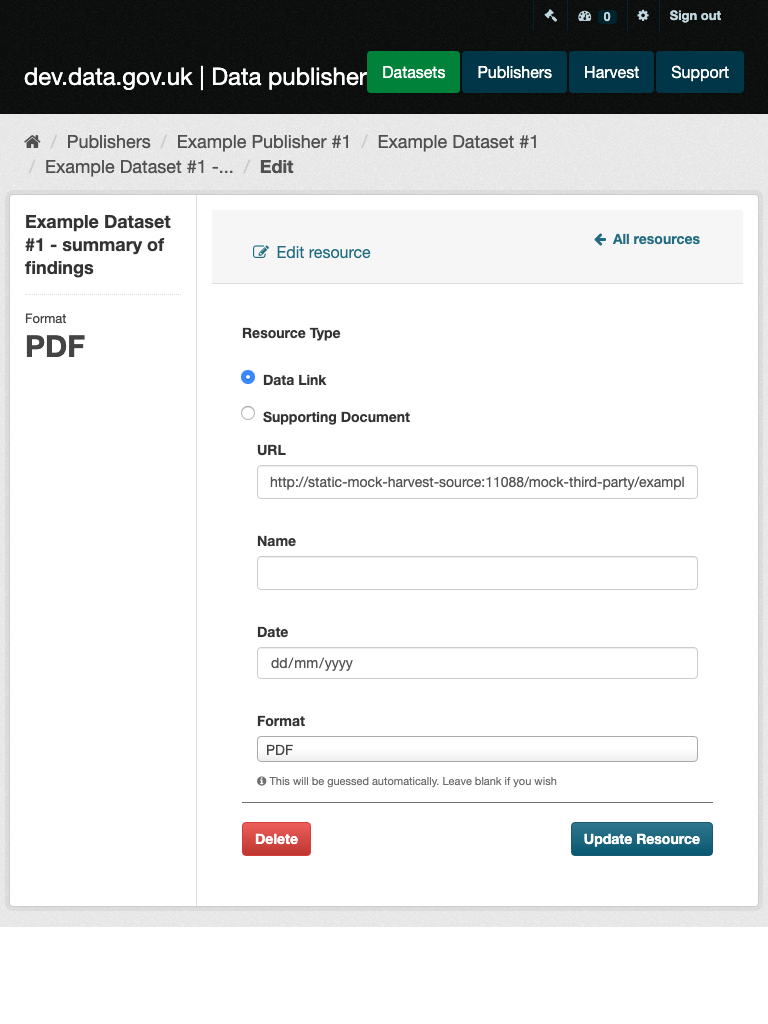 0 Sign out
dev.data.gov.uk | Data publisher Datasets Publishers Harvest Support
/ Publishers / Example Publisher #1 / Example Dataset #1
/ Example Dataset #1 -... / Edit
Example Dataset
#1 - summary of
findings
Format
PDF
Edit resource
All resources
Resource Type
Data Link
Supporting Document
URL
http://static-mock-harvest-source:11088/mock-third-party/exampl
Name
Date
dd/mm/yyyy
Format
PDF
This will be guessed automatically. Leave blank if you wish
Delete
Update Resource